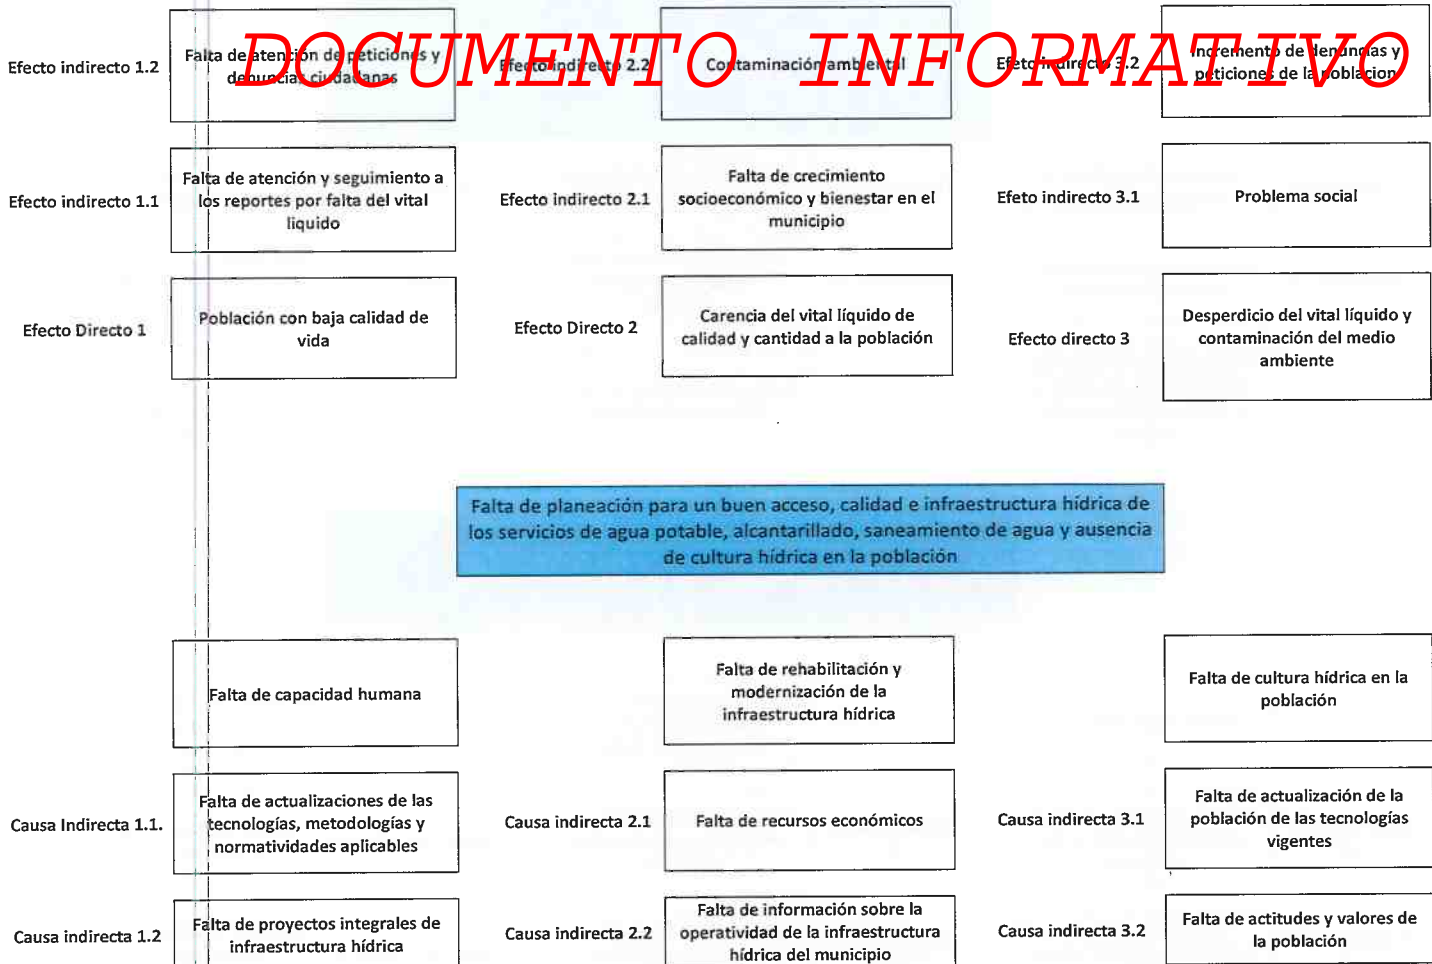 DOCUMENTO INFORMATIVO
Efecto indirecto 1.2
Falta de atención de peticiones y
denuncias ciudadanas
Efecto indirecto 2.2
Contaminación ambiental
Efeto indirecto 3.2
Incremento de denuncias y
peticiones de la poblacion
Efecto indirecto 1.1
Falta de atención y seguimiento a
los reportes por falta del vital
liquido
Efecto indirecto 2.1
Falta de crecimiento
socioeconómico y bienestar en el
municipio
Efeto indirecto 3.1
Problema social
Efecto Directo 1
Población con baja calidad de
vida
Efecto Directo 2
Carencia del vital líquido de
calidad y cantidad a la población
Efecto directo 3
Desperdicio del vital líquido y
contaminación del medio
ambiente
Falta de planeación para un buen acceso, calidad e infraestructura hídrica de
los servicios de agua potable, alcantarillado, saneamiento de agua y ausencia
de cultura hídrica en la población
Falta de capacidad humana
Falta de rehabilitación y
modernización de la
infraestructura hídrica
Falta de cultura hídrica en la
población
Causa Indirecta 1.1.
Falta de actualizaciones de las
tecnologías, metodologías y
normatividades aplicables
Causa indirecta 2.1
Falta de recursos económicos
Causa indirecta 3.1
Falta de actualización de la
población de las tecnologías
vigentes
Causa indirecta 1.2
Falta de proyectos integrales de
infraestructura hídrica
Causa indirecta 2.2
Falta de información sobre la
operatividad de la infraestructura
hídrica del municipio
Causa indirecta 3.2
Falta de actitudes y valores de
la población